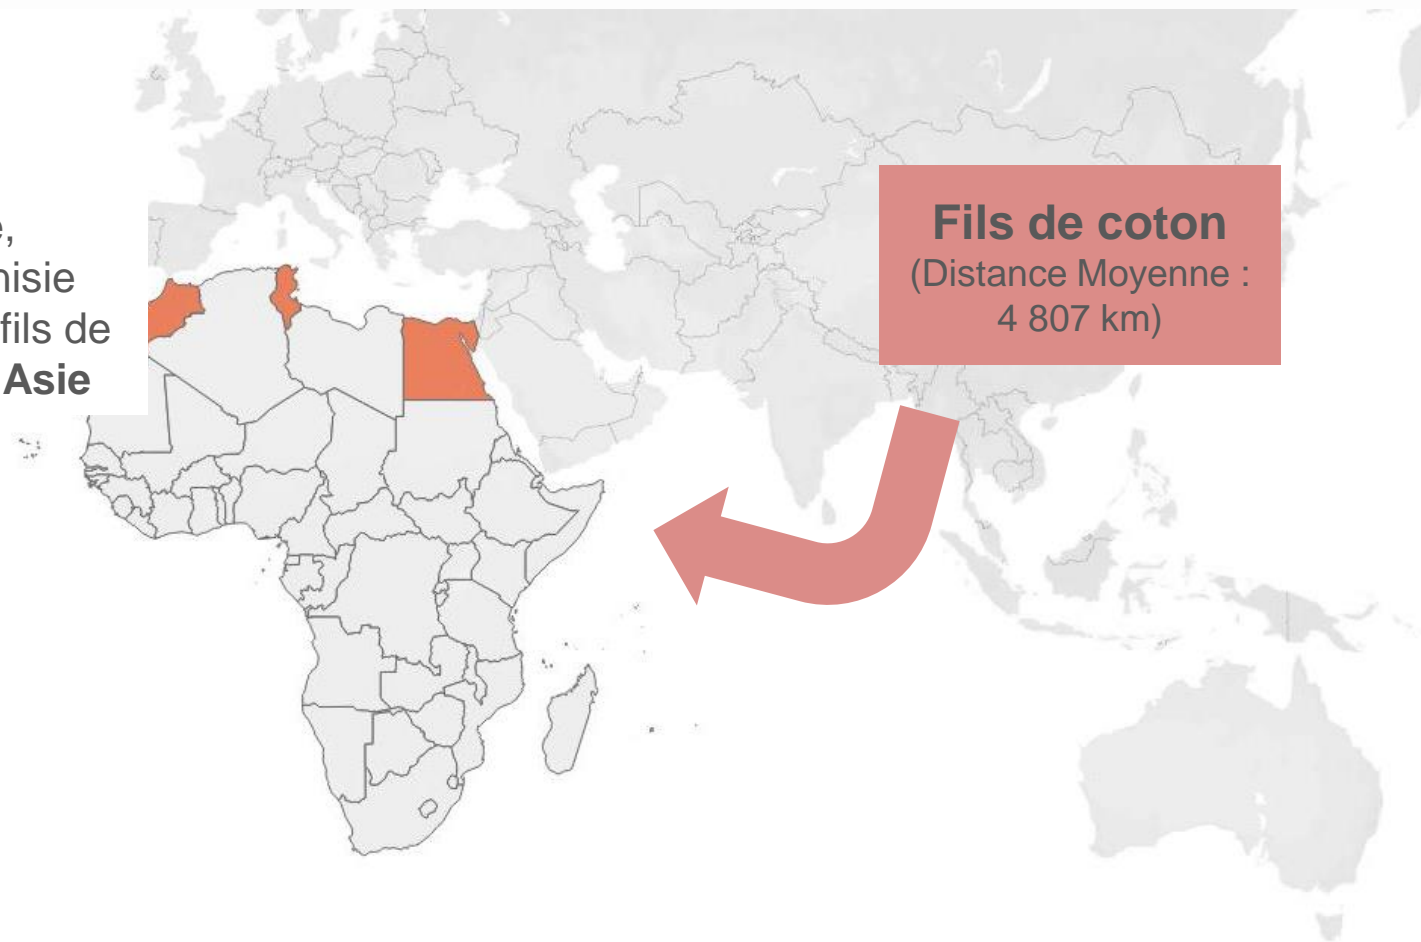 e,
nisie
fils de
Asie
Fils de coton
(Distance Moyenne :
4 807 km)